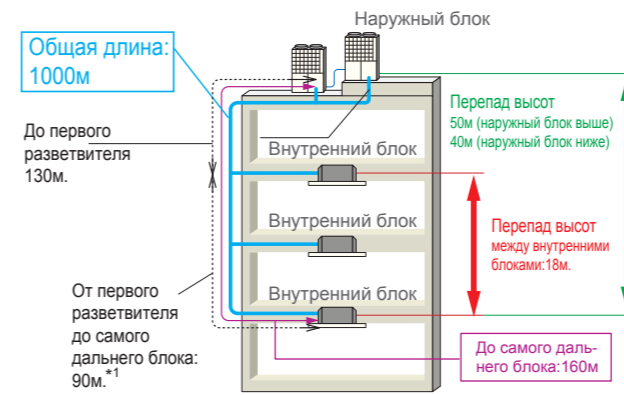 Наружный блок
Общая длина:
1000м
До первого
разветвителя
130м.
Внутренний блок
Внутренний блок
Внутренний блок
Перепад высот
50м (наружный блок выше)
40м (наружный блок ниже)
Перепад высот
между внутренними
блоками:18м.
От первого
разветвителя
до самого
дальнего блока:
90м.*1
До самого даль-
него блока:160м